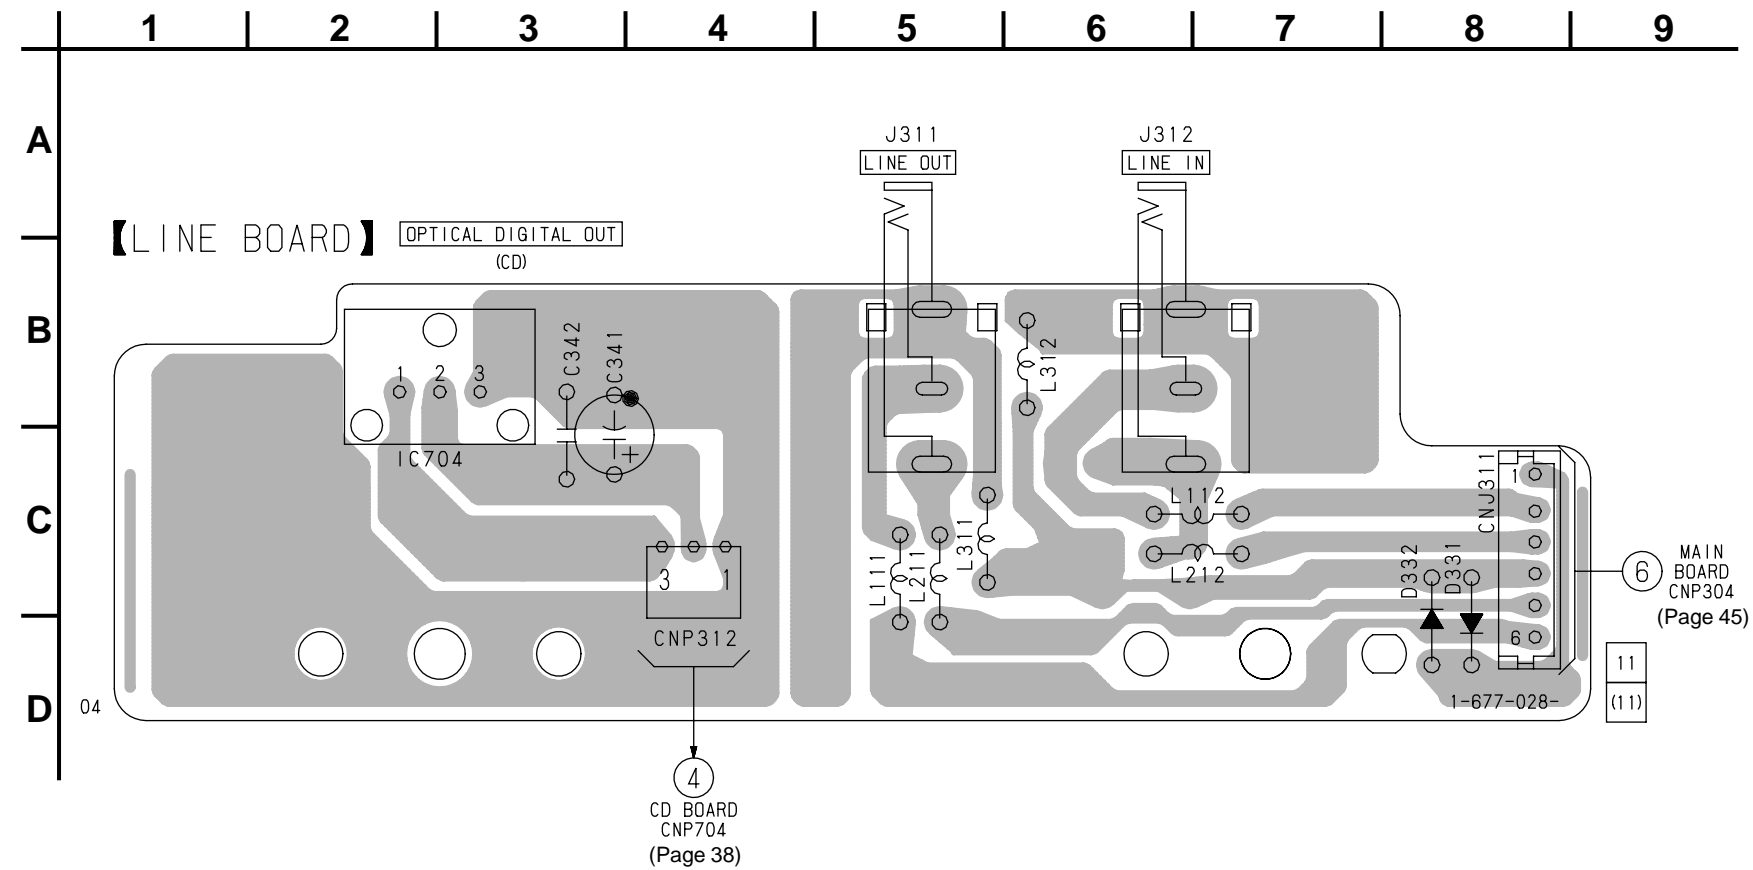 1 2 3 4 5 6 7 8 9
A
J311 J312
LINE OUT LINE IN
【LINE BOARD】 OPTICAL DIGITAL OUT
(CD)
B
C342
C341
L312
1 2 3
IC704
CNJ311
1
C
L112
L311
D332
D331
L111
L211
L212
6
MAIN
BOARD
CNP304
(Page 45)
3 1
CNP312
6
11
D
04
1-677-028-
(11)
4
CD BOARD
CNP704
(Page 38)